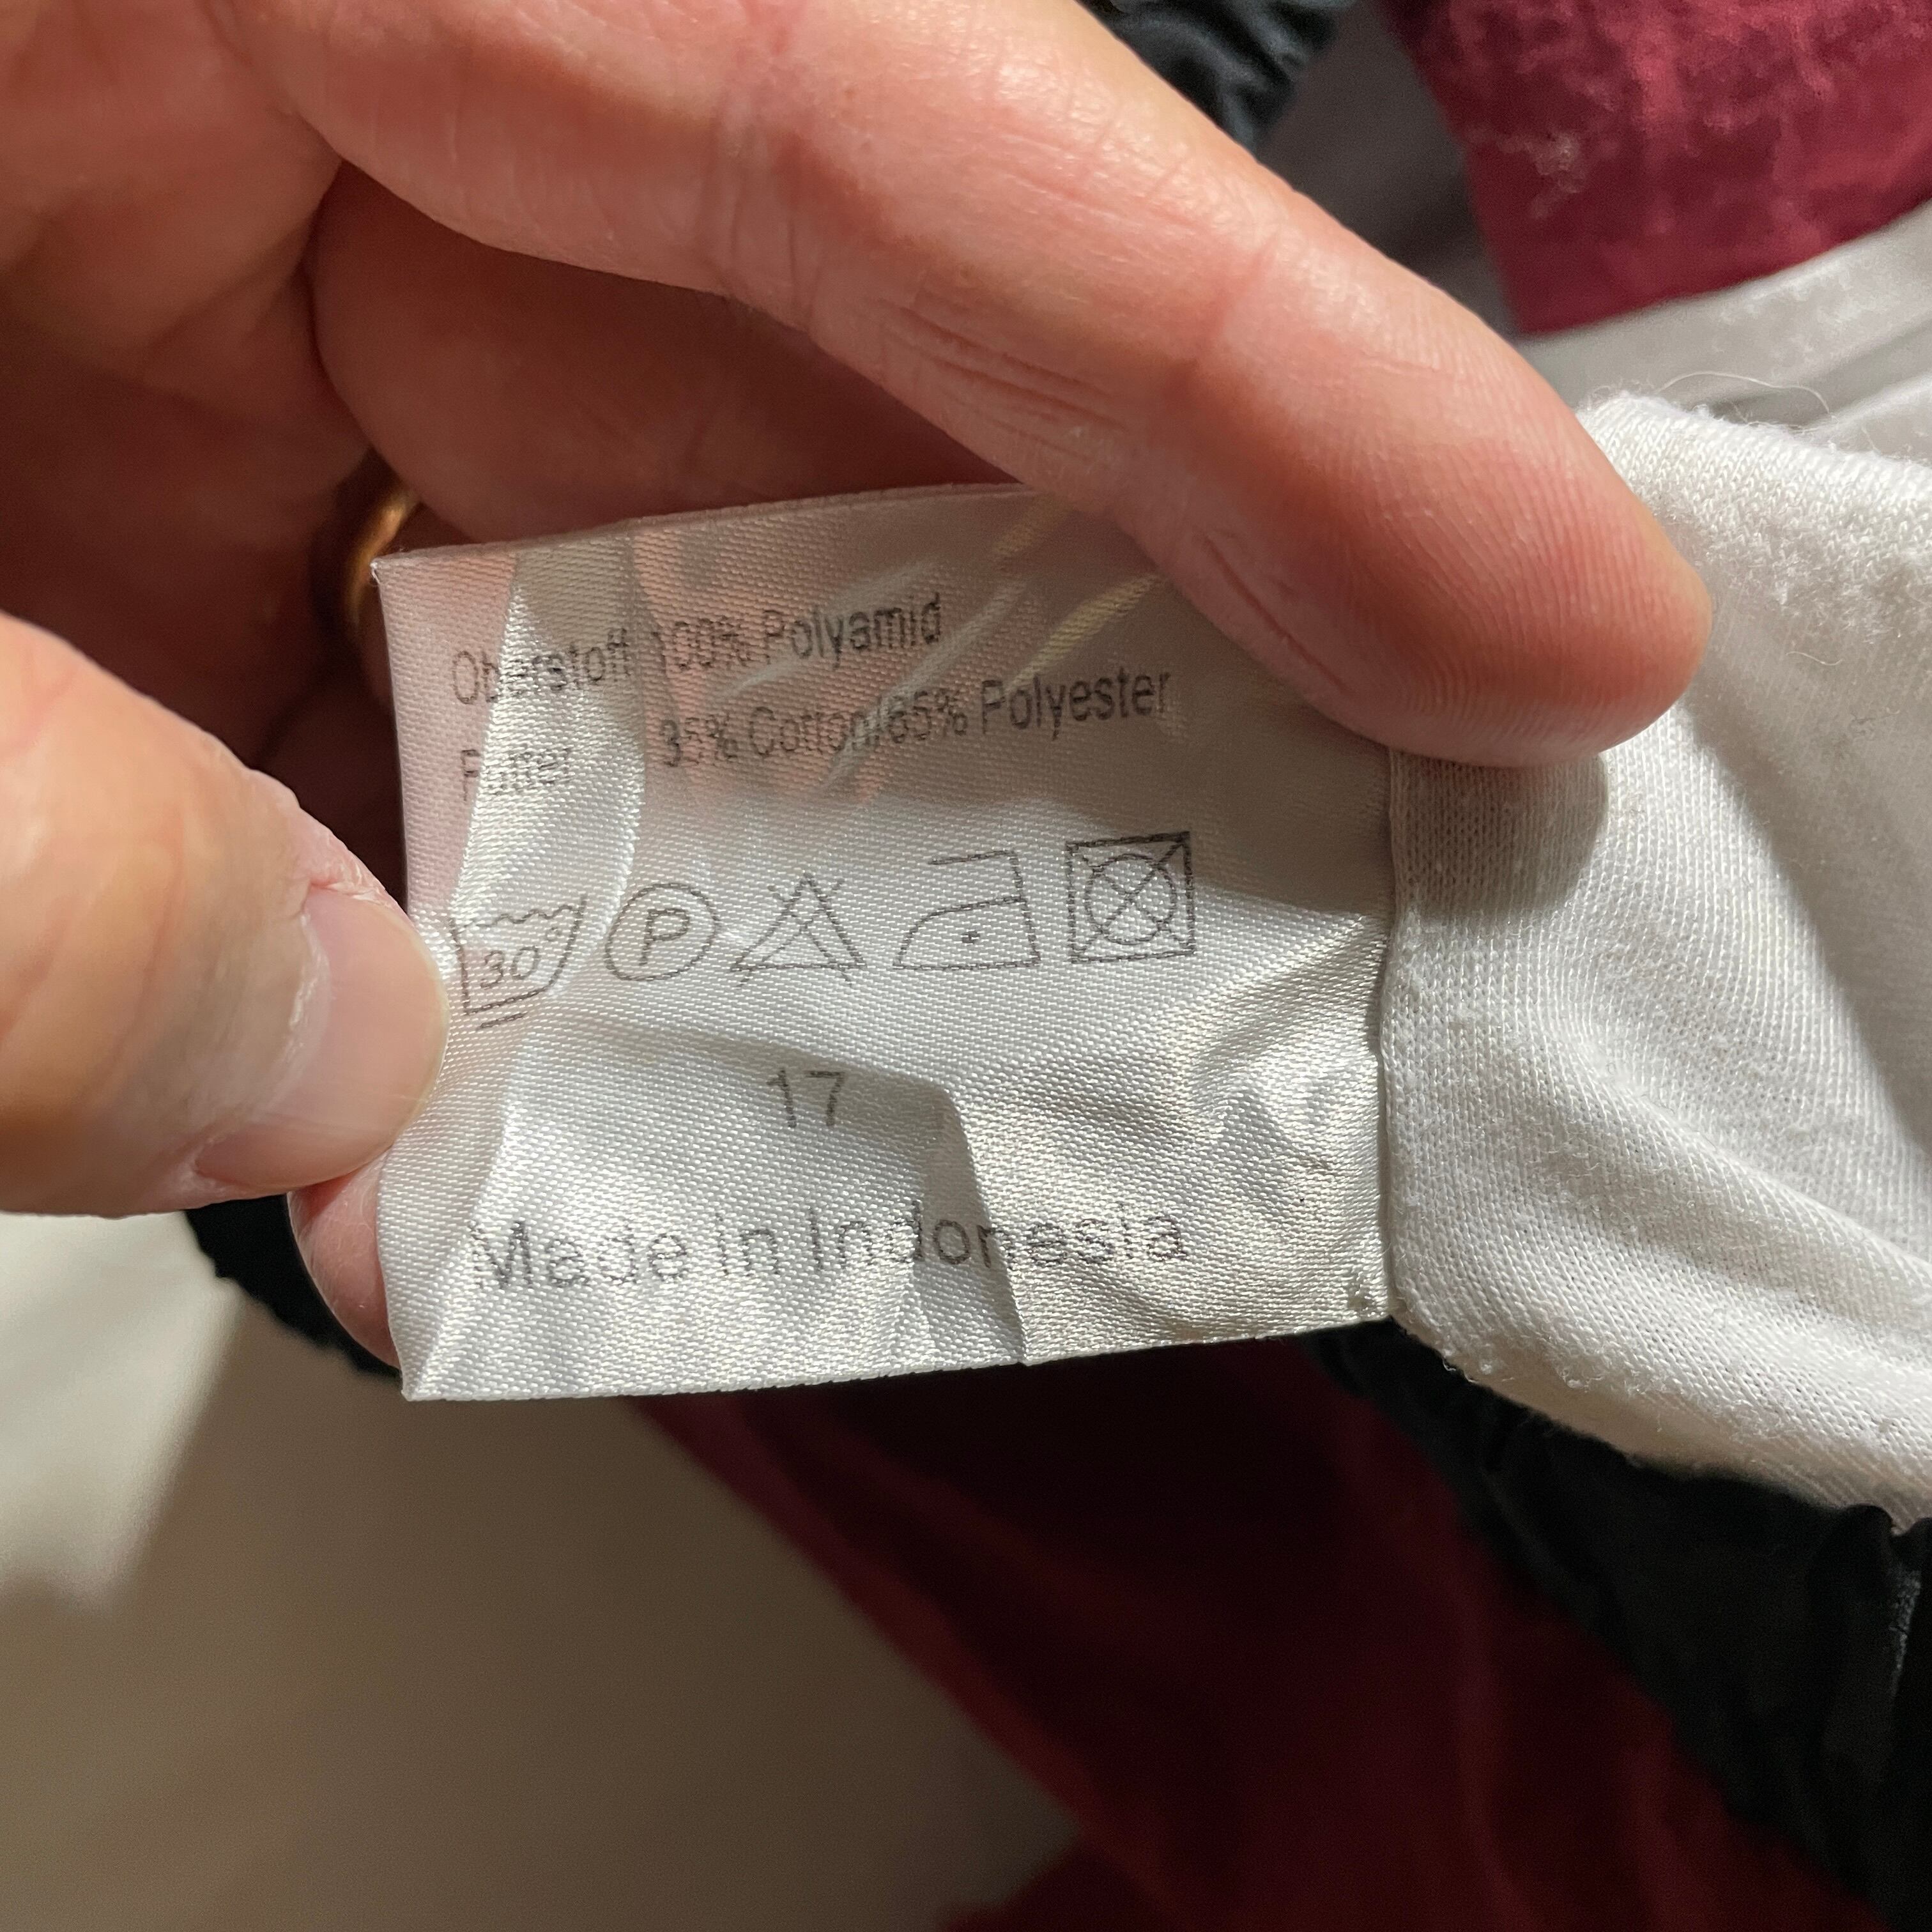 Oberstoff 100% Polyamid
Futter 35% Cotton/65% Polyester
30° P
17
Made in Indonesia